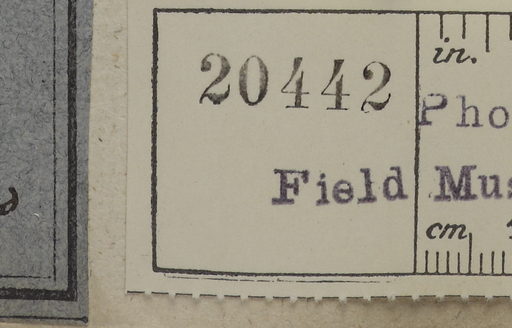 in.
20442
Pho
Field Mus
cm